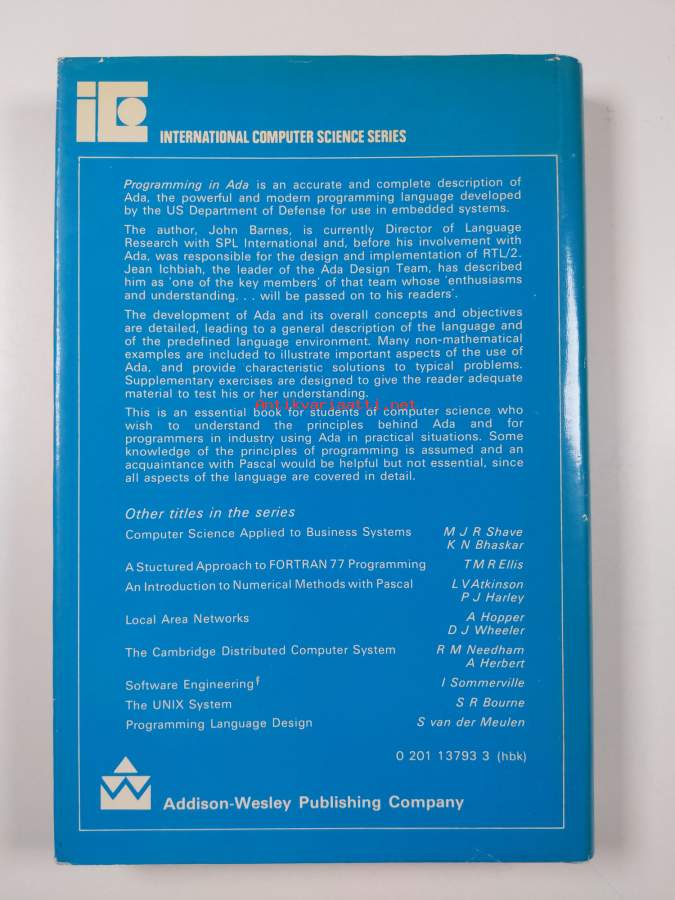 INTERNATIONAL COMPUTER SCIENCE SERIES
Programming in Ada is an accurate and complete description of
Ada, the powerful and modern programming language developed
by the US Department of Defense for use in embedded systems.
The author, John Barnes, is currently Director of Language
Research with SPL International and, before his involvement with
Ada, was responsible for the design and implementation of RTL/2.
Jean Ichbiah, the leader of the Ada Design Team, has described
him as 'one of the key members' of that team whose 'enthusiasms
and understanding. . . will be passed on to his readers'.
The development of Ada and its overall concepts and objectives
are detailed, leading to a general description of the language and
of the predefined language environment. Many non-mathematical
examples are included to illustrate important aspects of the use of
Ada, and provide characteristic solutions to typical problems.
Supplementary exercises are designed to give the reader adequate
material to test his or her understanding.
Antikvariaatti.net
This is an essential book for students of computer science who
wish to understand the principles behind Ada and for
programmers in industry using Ada in practical situations. Some
knowledge of the principles of programming is assumed and an
acquaintance with Pascal would be helpful but not essential, since
all aspects of the language are covered in detail.
Other titles in the series
Computer Science Applied to Business Systems M J R Shave
K N Bhaskar
A Stuctured Approach to FORTRAN 77 Programming T M R Ellis
An Introduction to Numerical Methods with Pascal L V Atkinson
P J Harley
Local Area Networks A Hopper
D J Wheeler
The Cambridge Distributed Computer System R M Needham
A Herbert
Software Engineering f I Sommerville
The UNIX System S R Bourne
Programming Language Design S van der Meulen
0 201 13793 3 (hbk)
Addison-Wesley Publishing Company